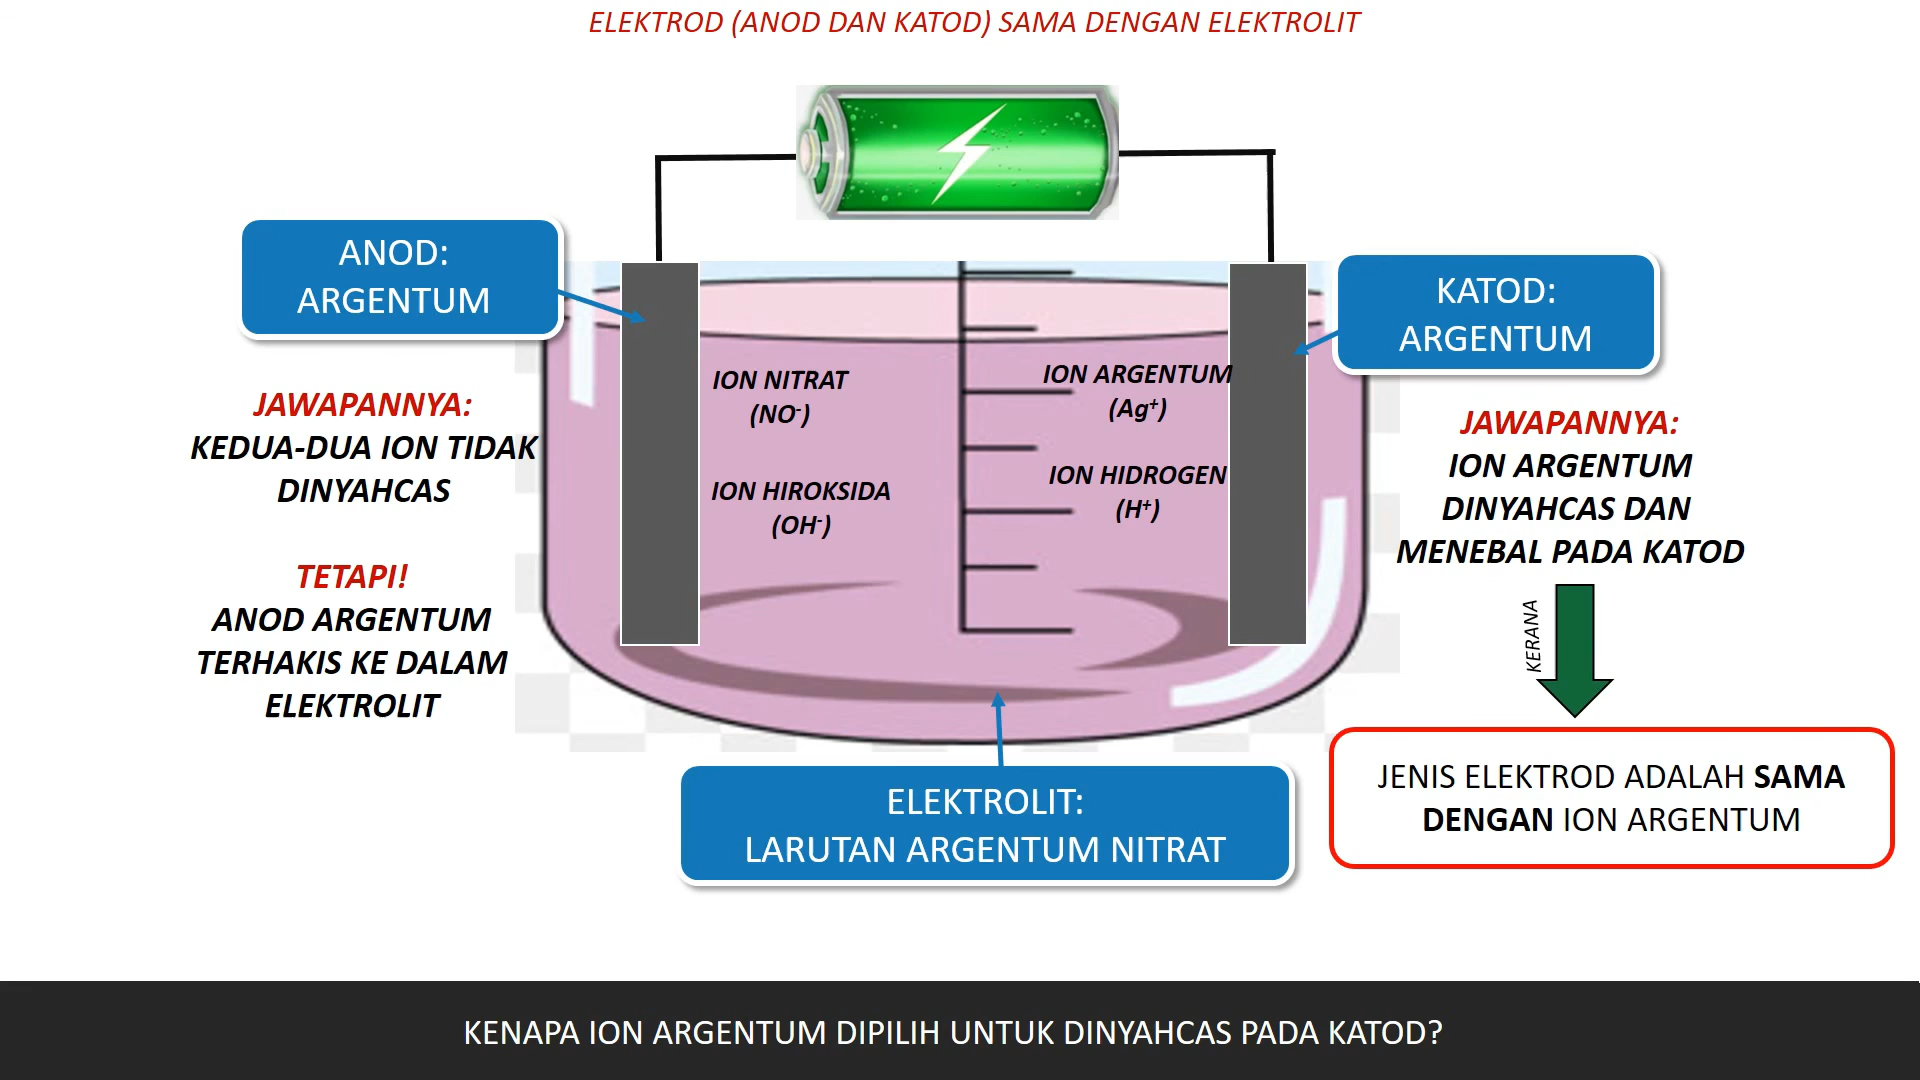 ELEKTROD (ANOD DAN KATOD) SAMA DENGAN ELEKTROLIT
ANOD:
ARGENTUM
KATOD:
ARGENTUM
JAWAPANNYA:
KEDUA-DUA ION TIDAK
DINYAHCAS
TETAPI!
ANOD ARGENTUM
TERHAKIS KE DALAM
ELEKTROLIT
ION NITRAT
(NO⁻)
ION HIROKSIDA
(OH⁻)
ION ARGENTUM
(Ag⁺)
ION HIDROGEN
(H⁺)
JAWAPANNYA:
ION ARGENTUM
DINYAHCAS DAN
MENEBAL PADA KATOD
KERANA
JENIS ELEKTROD ADALAH SAMA
DENGAN ION ARGENTUM
ELEKTROLIT:
LARUTAN ARGENTUM NITRAT
KENAPA ION ARGENTUM DIPILIH UNTUK DINYAHCAS PADA KATOD?